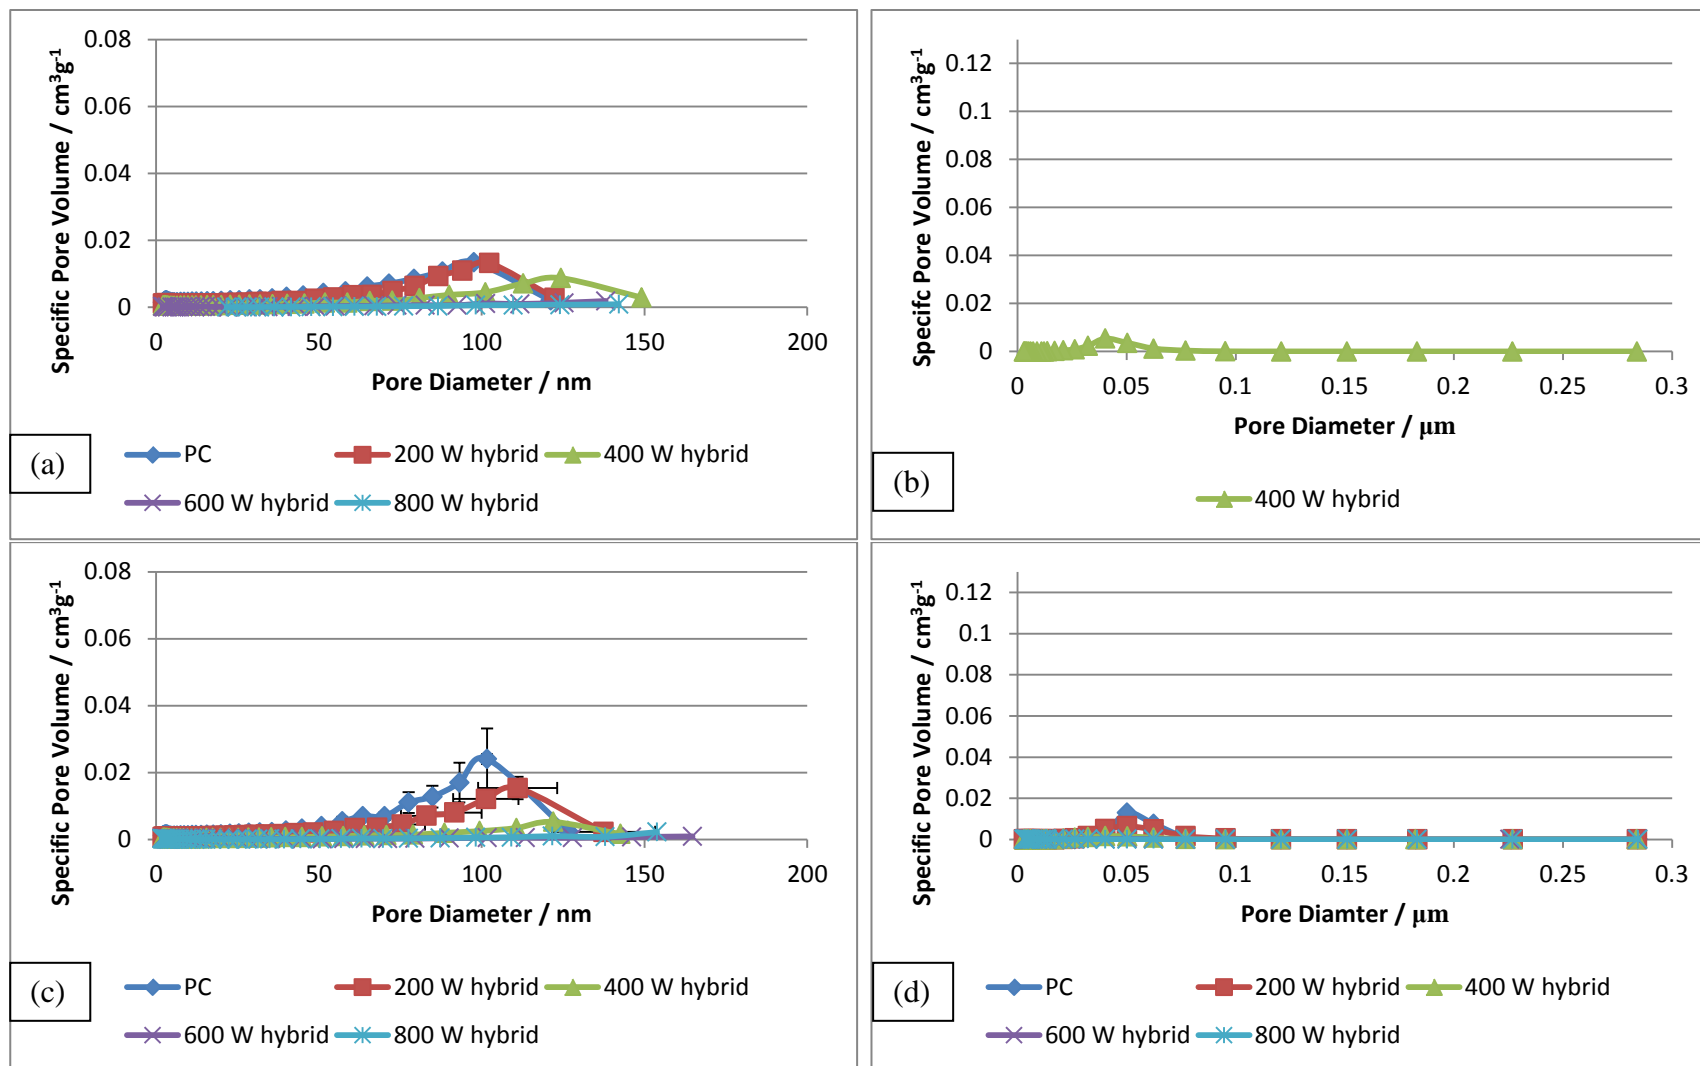 Specific Pore Volume / cm³g⁻¹
0.08
0.06
0.04
0.02
0
0 50 100 150 200
Pore Diameter / nm
(a)
PC 200 W hybrid 400 W hybrid
600 W hybrid 800 W hybrid
Specific Pore Volume / cm³g⁻¹
0.12
0.1
0.08
0.06
0.04
0.02
0
0 0.05 0.1 0.15 0.2 0.25 0.3
Pore Diameter / µm
(b)
400 W hybrid
Specific Pore Volume / cm³g⁻¹
0.08
0.06
0.04
0.02
0
0 50 100 150 200
Pore Diameter / nm
(c)
PC 200 W hybrid 400 W hybrid
600 W hybrid 800 W hybrid
Specific Pore Volume / cm³g⁻¹
0.12
0.1
0.08
0.06
0.04
0.02
0
0 0.05 0.1 0.15 0.2 0.25 0.3
Pore Diamter / µm
(d)
PC 200 W hybrid 400 W hybrid
600 W hybrid 800 W hybrid